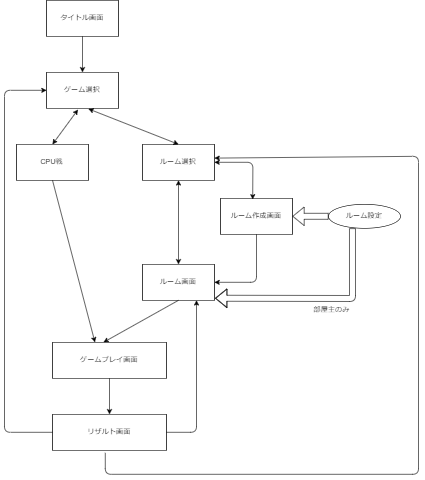 タイトル画面
ゲーム選択
CPU戦
ルーム選択
ルーム作成画面
ルーム設定
ルーム画面
部屋主のみ
ゲームプレイ画面
リザルト画面